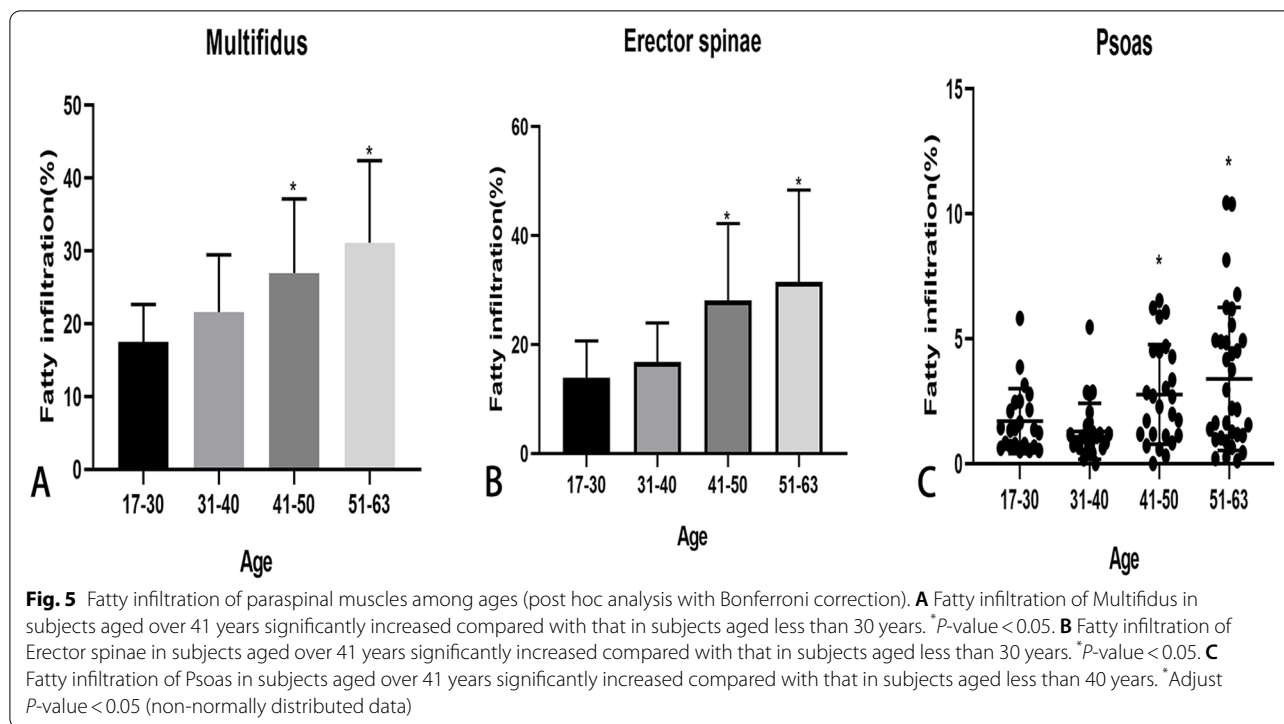 Multifidus
Fatty infiltration(%)
50
40
30
20
10
0
*
*
17-30
31-40
41-50
51-63
Age
A
Erector spinae
Fatty infiltration(%)
60
40
20
0
*
*
17-30
31-40
41-50
51-63
Age
B
Psoas
Fatty infiltration(%)
15
10
5
0
*
*
17-30
31-40
41-50
51-63
Age
C
Fig. 5 Fatty infiltration of paraspinal muscles among ages (post hoc analysis with Bonferroni correction). A Fatty infiltration of Multifidus in
subjects aged over 41 years significantly increased compared with that in subjects aged less than 30 years. *P-value < 0.05. B Fatty infiltration of
Erector spinae in subjects aged over 41 years significantly increased compared with that in subjects aged less than 30 years. *P-value < 0.05. C
Fatty infiltration of Psoas in subjects aged over 41 years significantly increased compared with that in subjects aged less than 40 years. *Adjust
P-value < 0.05 (non-normally distributed data)